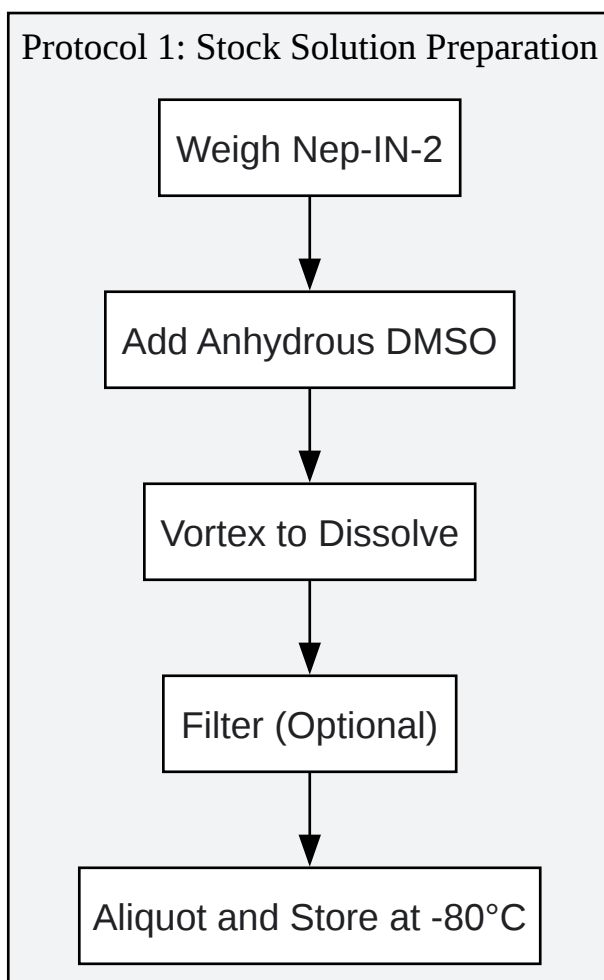 Protocol 1: Stock Solution Preparation
Weigh Nep-IN-2
Add Anhydrous DMSO
Vortex to Dissolve
Filter (Optional)
Aliquot and Store at -80°C